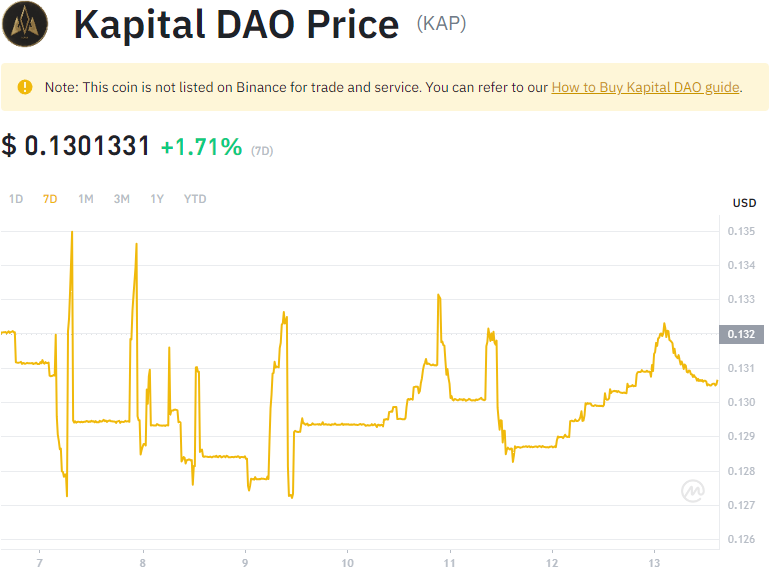 Kapital DAO Price (KAP)
Note: This coin is not listed on Binance for trade and service. You can refer to our How to Buy Kapital DAO guide.
$ 0.1301331 +1.71% (7D)
1D 7D 1M 3M 1Y YTD
USD
0.135
0.134
0.133
0.132
0.131
0.130
0.129
0.128
0.127
0.126
7 8 9 10 11 12 13